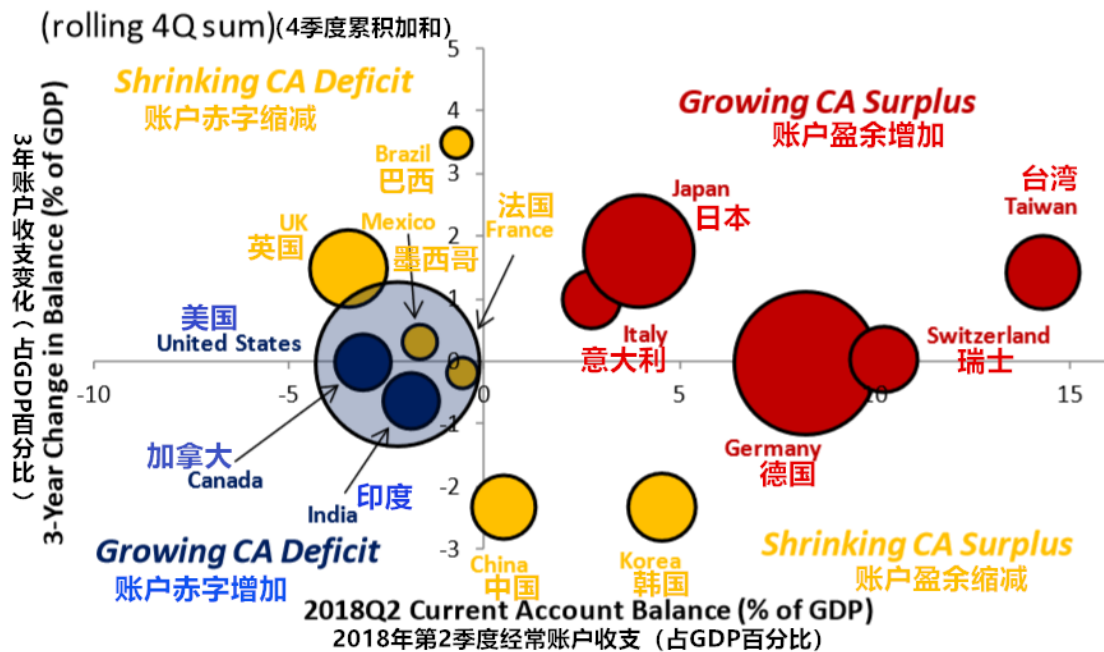 (rolling 4Q sum)(4季度累积加和)
5
Shrinking CA Deficit
账户赤字缩减
4
Growing CA Surplus
账户盈余增加
Brazil
巴西
3
UK
英国
Mexico
墨西哥
法国
France
2
Japan
日本
台湾
Taiwan
1
美国
United States
Italy
意大利
Switzerland
瑞士
0
-10
-5
0
5
10
15
-1
加拿大
Canada
印度
India
Germany
德国
-2
Growing CA Deficit
账户赤字增加
-3
China
中国
Korea
韩国
Shrinking CA Surplus
账户盈余缩减
2018Q2 Current Account Balance (% of GDP)
2018年第2季度经常账户收支（占GDP百分比）
3-Year Change in Balance (% of GDP)
3年账户收支变化（占GDP百分比）